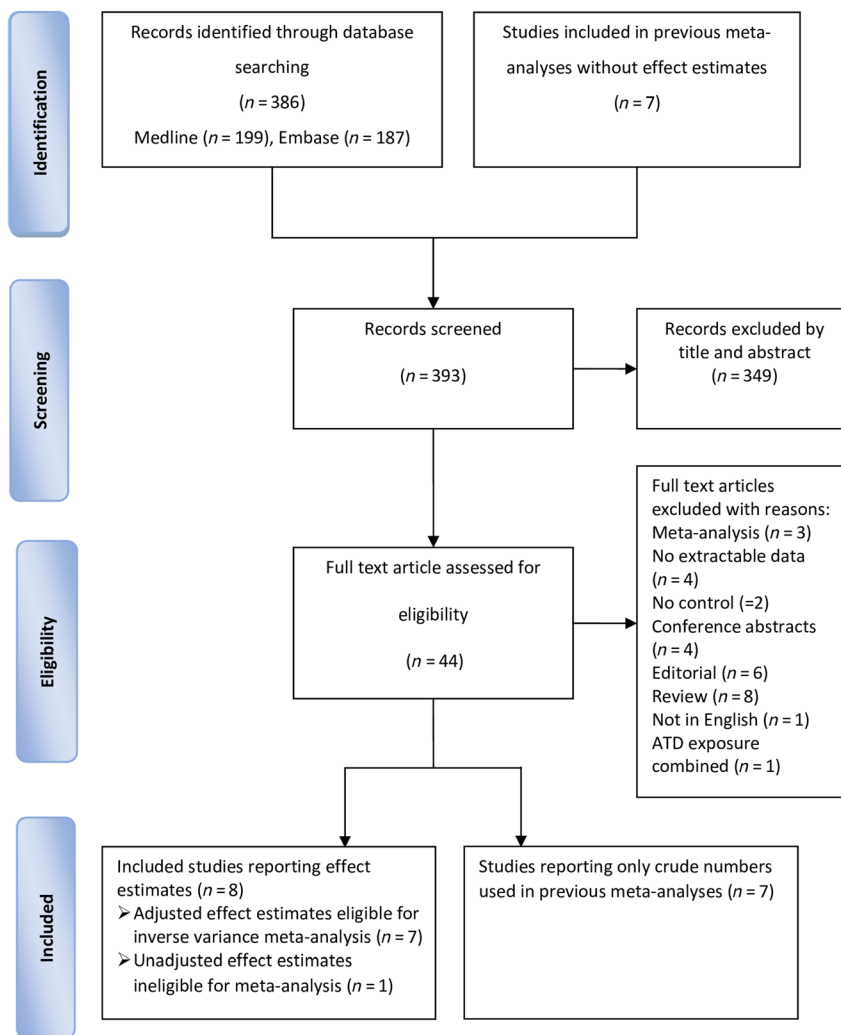 Identification
Records identified through database
searching
(n = 386)
Medline (n = 199), Embase (n = 187)
Studies included in previous meta-
analyses without effect estimates
(n = 7)
Screening
Records screened
(n = 393)
Records excluded by
title and abstract
(n = 349)
Eligibility
Full text article assessed for
eligibility
(n = 44)
Full text articles
excluded with reasons:
Meta-analysis (n = 3)
No extractable data
(n = 4)
No control (=2)
Conference abstracts
(n = 4)
Editorial (n = 6)
Review (n = 8)
Not in English (n = 1)
ATD exposure
combined (n = 1)
Included
Included studies reporting effect
estimates (n = 8)
➢ Adjusted effect estimates eligible for
inverse variance meta-analysis (n = 7)
➢ Unadjusted effect estimates
ineligible for meta-analysis (n = 1)
Studies reporting only crude numbers
used in previous meta-analyses (n = 7)